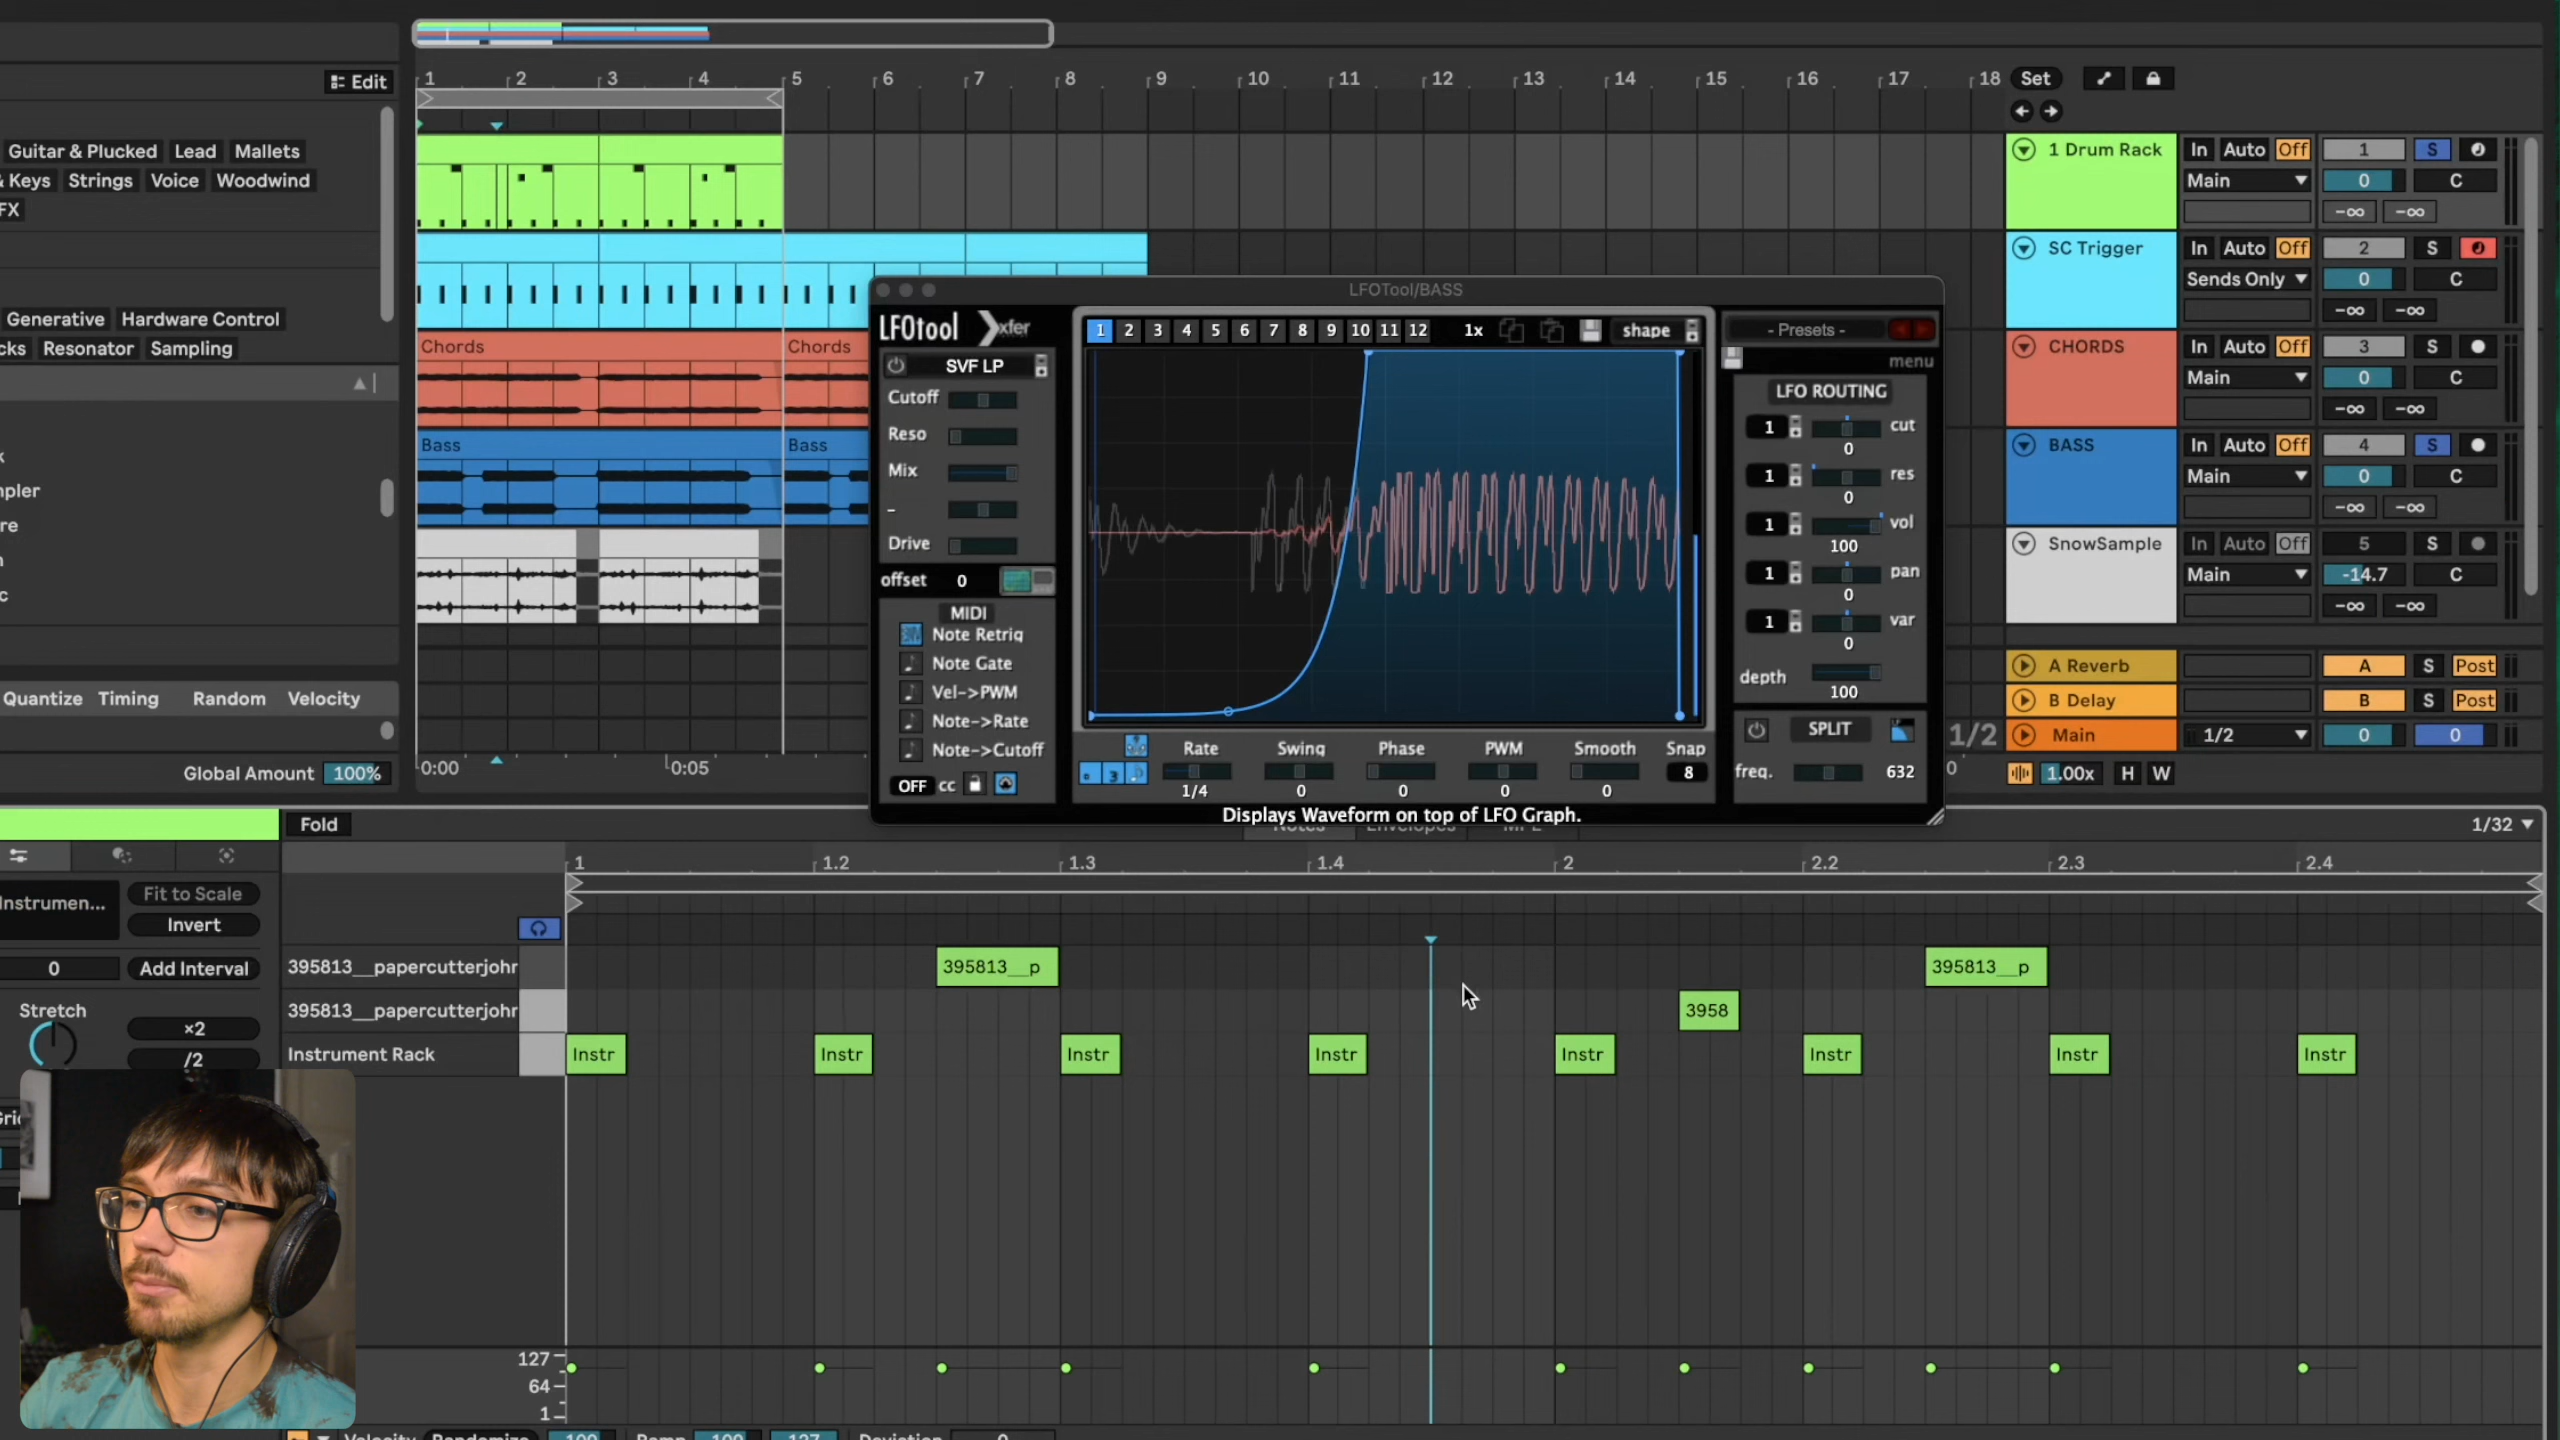 1 2 3 4 5 6 7 8 9 10 11 12 13 14 15 16 17 18 Set
Edit
Guitar & Plucked Lead Mallets
& Keys Strings Voice Woodwind
FX
Generative Hardware Control
cks Resonator Sampling
k
mpler
re
n
c
Quantize Timing Random Velocity
Global Amount 100%
Chords Chords
Bass Bass
0:00 0:05
1 Drum Rack In Auto Off 1 S
Main 0 C
-∞ -∞
SC Trigger In Auto Off 2 S
Sends Only 0 C
-∞ -∞
CHORDS In Auto Off 3 S
Main 0 C
-∞ -∞
BASS In Auto Off 4 S
Main 0 C
-∞ -∞
SnowSample In Auto Off 5 S
Main -14.7 C
-∞ -∞
A Reverb A S Post
B Delay B S Post
1/2 Main 1/2 0 0
0 1.00x H W
LFOTool/BASS
LFOtool xfer 1 2 3 4 5 6 7 8 9 10 11 12 1x shape - Presets -
menu
SVF LP
Cutoff
Reso
Mix
-
Drive
offset 0
MIDI
Note Retrig
Note Gate
Vel->PWM
Note->Rate
Note->Cutoff
OFF cc
LFO ROUTING
1 cut
0
1 res
0
1 vol
100
1 pan
0
1 var
0
depth
100
SPLIT
freq. 632
Rate Swing Phase PWM Smooth Snap
3 8
1/4 0 0 0 0
Displays Waveform on top of LFO Graph.
Fold 1/32
1 1.2 1.3 1.4 2 2.2 2.3 2.4
Fit to Scale
Instrumen...
Invert
0 Add Interval
Stretch
×2
/2
Gri
395813__papercutterjohr 395813__p 395813__p
395813__papercutterjohr 3958
Instrument Rack Instr Instr Instr Instr Instr Instr Instr Instr
127
64
1
Velocity Randomize 100 Ramp 100 127 Deviation 0